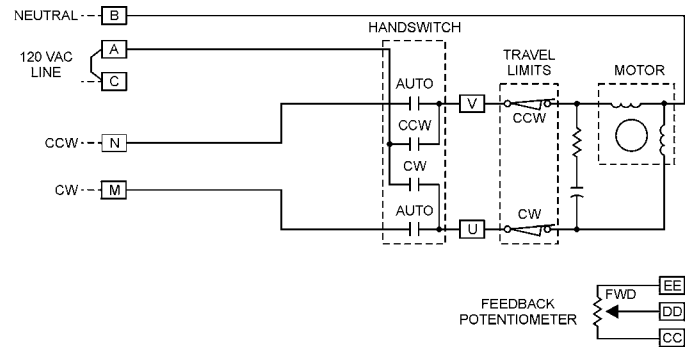 NEUTRAL
B
HANDSWITCH
A
120 VAC
LINE
C
TRAVEL
LIMITS
MOTOR
AUTO
V
CCW
CCW
CCW
N
CW
CW
M
AUTO
CW
U
FEEDBACK
POTENTIOMETER
FWD
EE
DD
CC